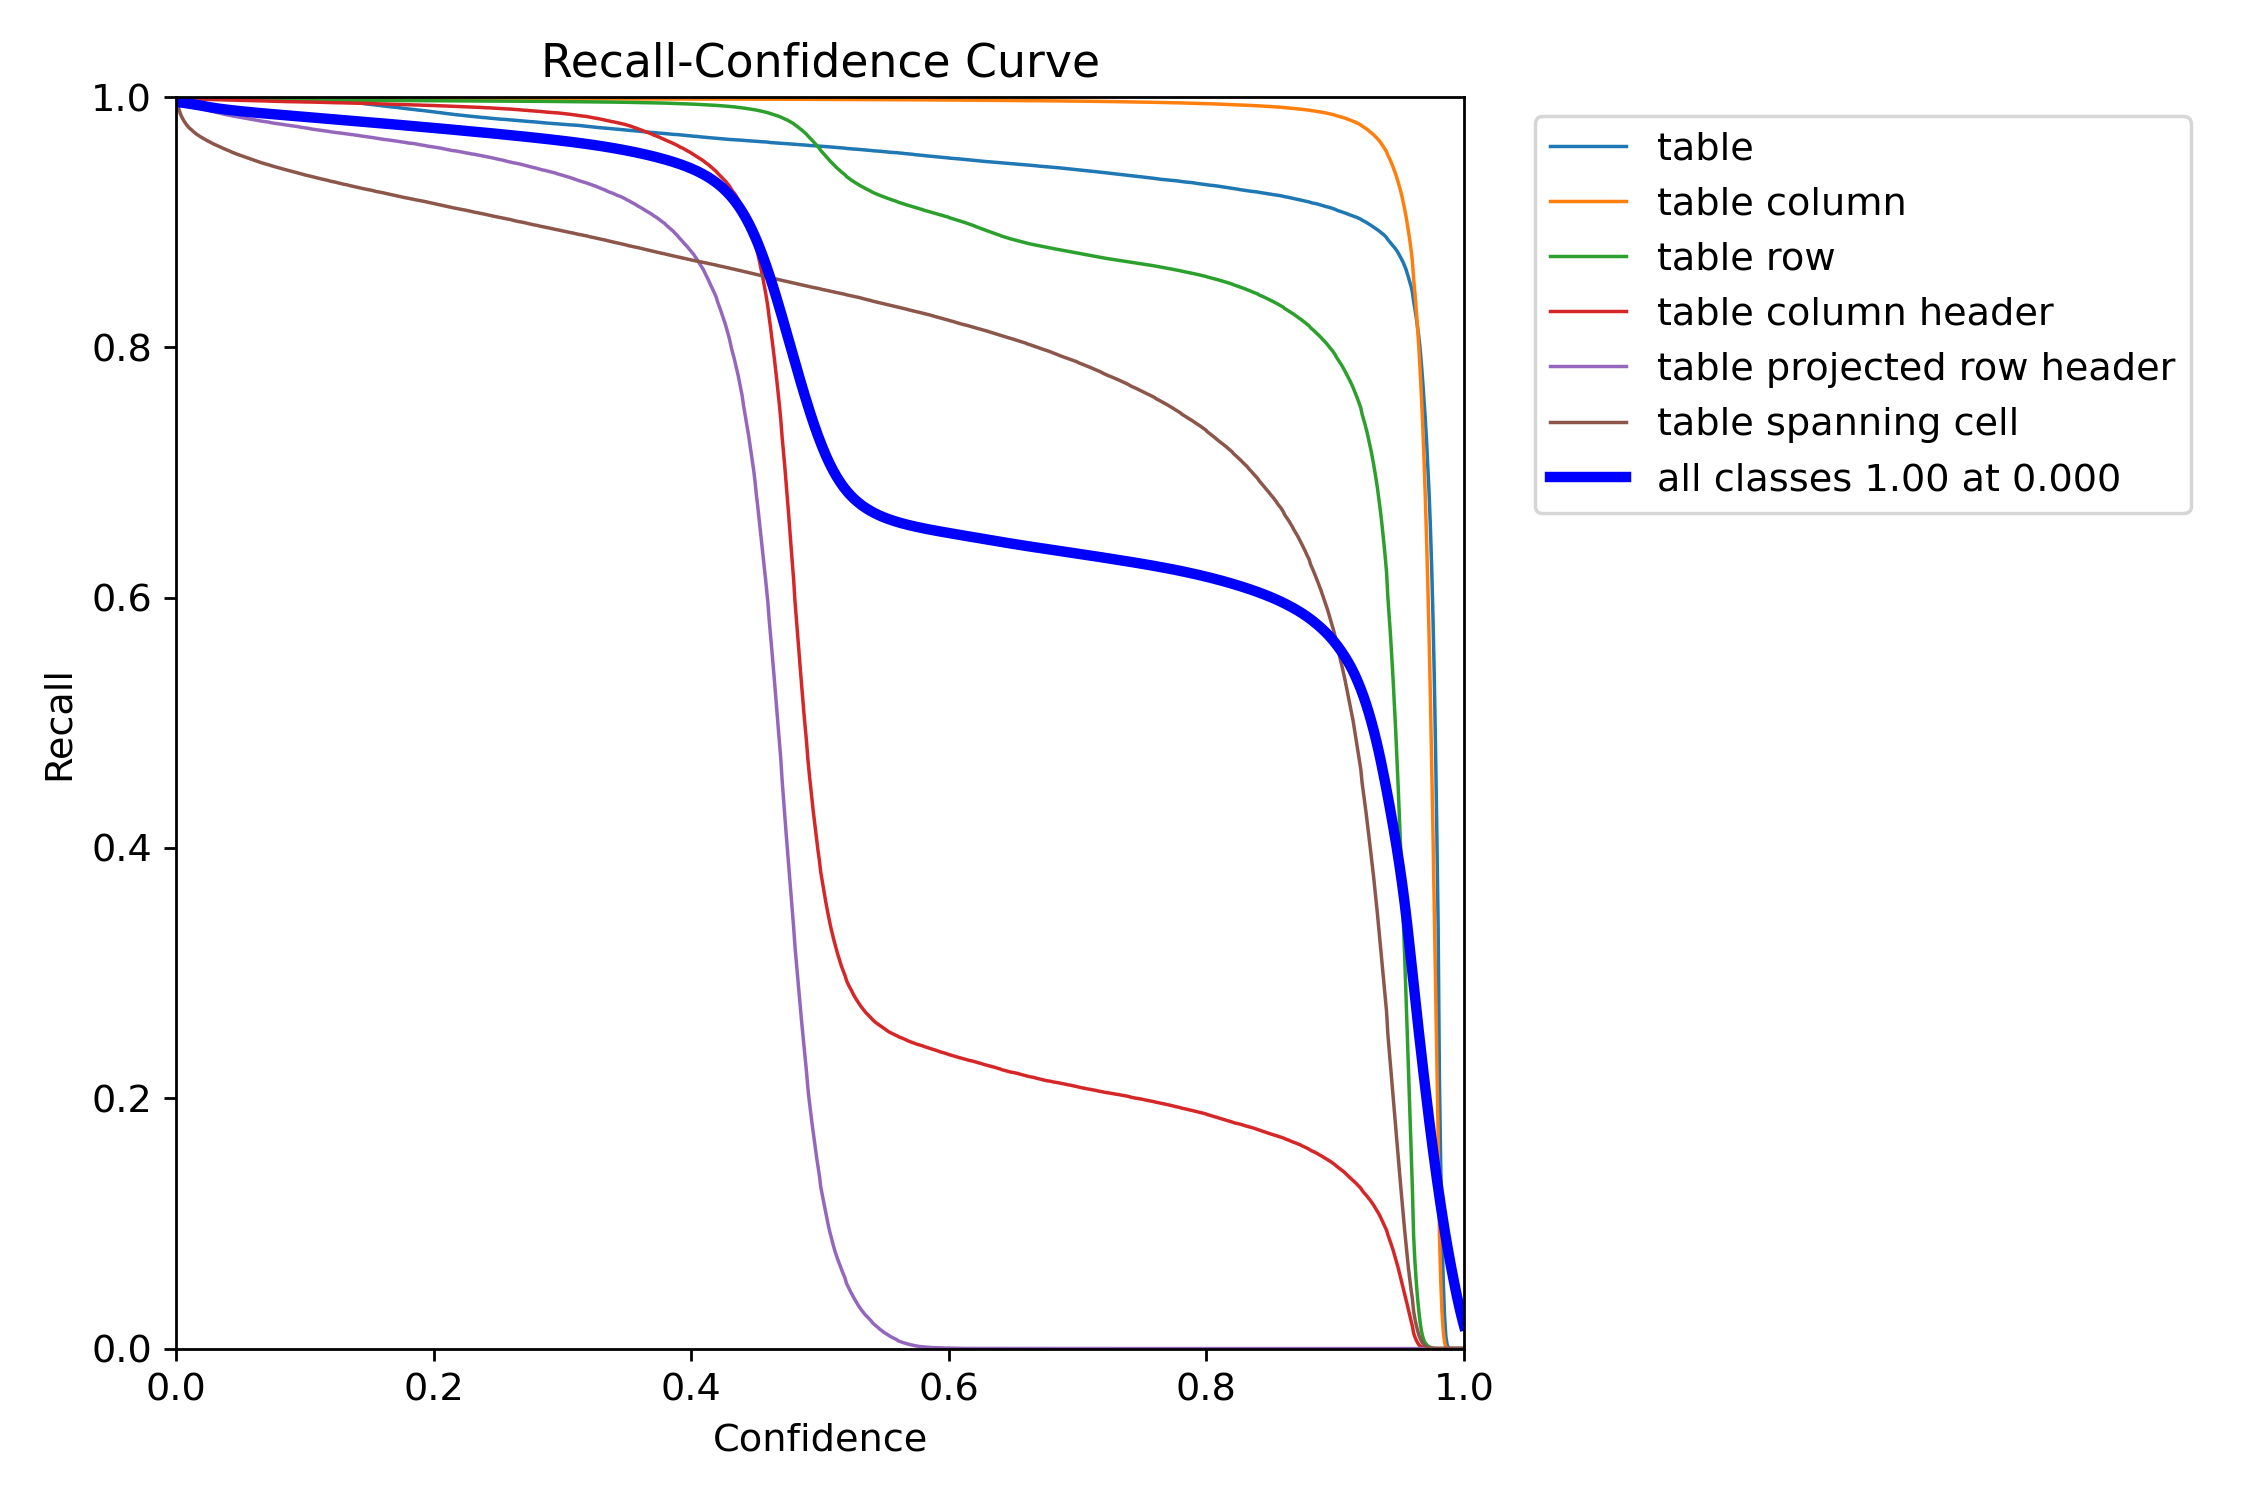 Recall-Confidence Curve
1.0
0.8
0.6
0.4
0.2
0.0
Recall
0.0 0.2 0.4 0.6 0.8 1.0
Confidence
table
table column
table row
table column header
table projected row header
table spanning cell
all classes 1.00 at 0.000